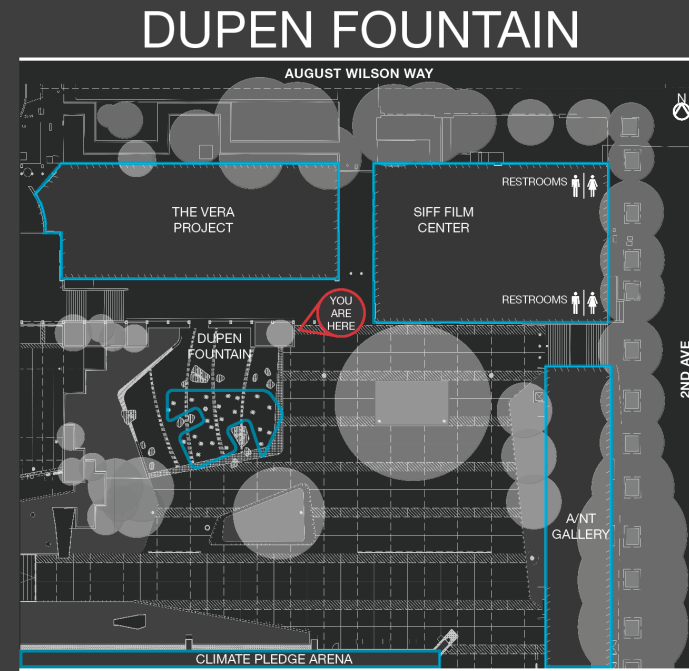 DUPEN FOUNTAIN
AUGUST WILSON WAY
N
RESTROOMS
THE VERA
PROJECT
SIFF FILM
CENTER
RESTROOMS
YOU
ARE
HERE
DUPEN
FOUNTAIN
2ND AVE
A/NT
GALLERY
CLIMATE PLEDGE ARENA